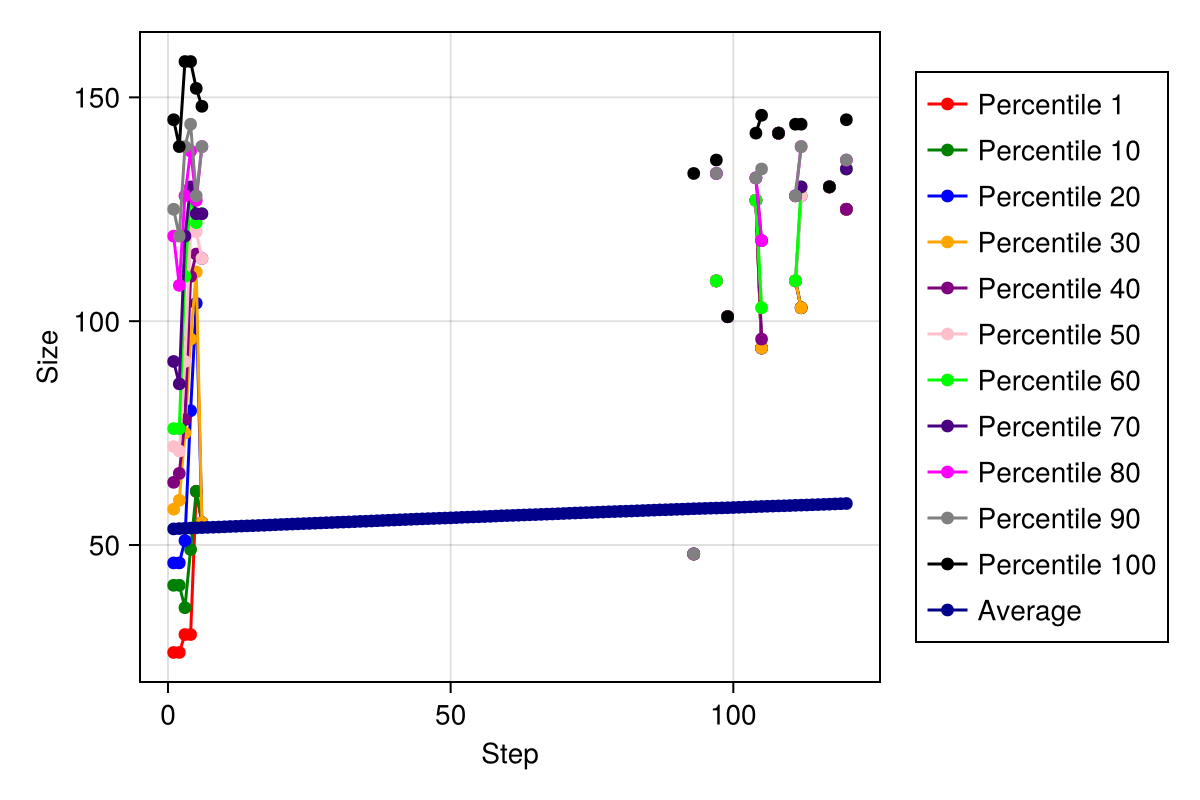 150
100
50
0
50
100
Size
Step
Percentile 1
Percentile 10
Percentile 20
Percentile 30
Percentile 40
Percentile 50
Percentile 60
Percentile 70
Percentile 80
Percentile 90
Percentile 100
Average